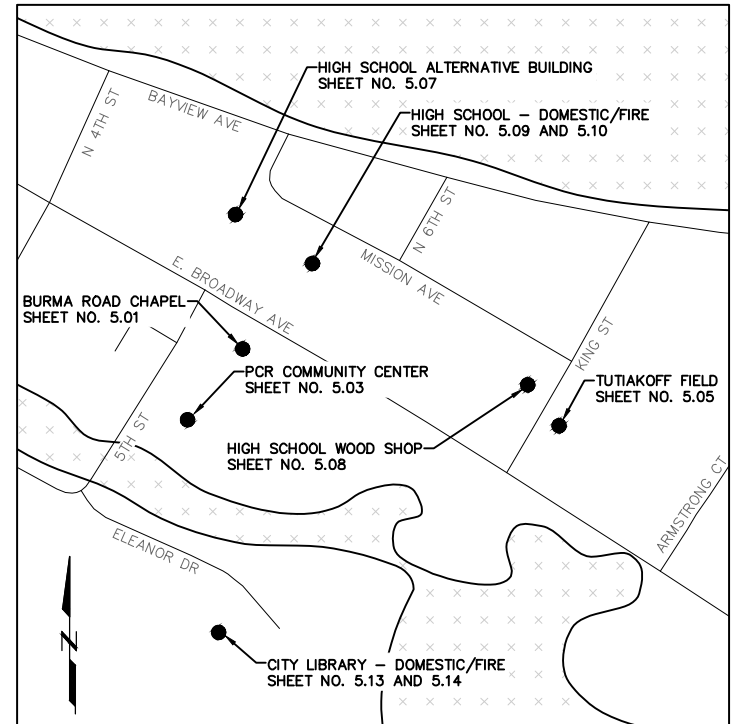 HIGH SCHOOL ALTERNATIVE BUILDING
SHEET NO. 5.07
BAYVIEW AVE
N 4TH ST
HIGH SCHOOL – DOMESTIC/FIRE
SHEET NO. 5.09 AND 5.10
N 6TH ST
MISSION AVE
E. BROADWAY AVE
BURMA ROAD CHAPEL
SHEET NO. 5.01
KING ST
PCR COMMUNITY CENTER
SHEET NO. 5.03
TUTIAKOFF FIELD
SHEET NO. 5.05
5TH ST
HIGH SCHOOL WOOD SHOP
SHEET NO. 5.08
ARMSTRONG CT
ELEANOR DR
N
CITY LIBRARY – DOMESTIC/FIRE
SHEET NO. 5.13 AND 5.14